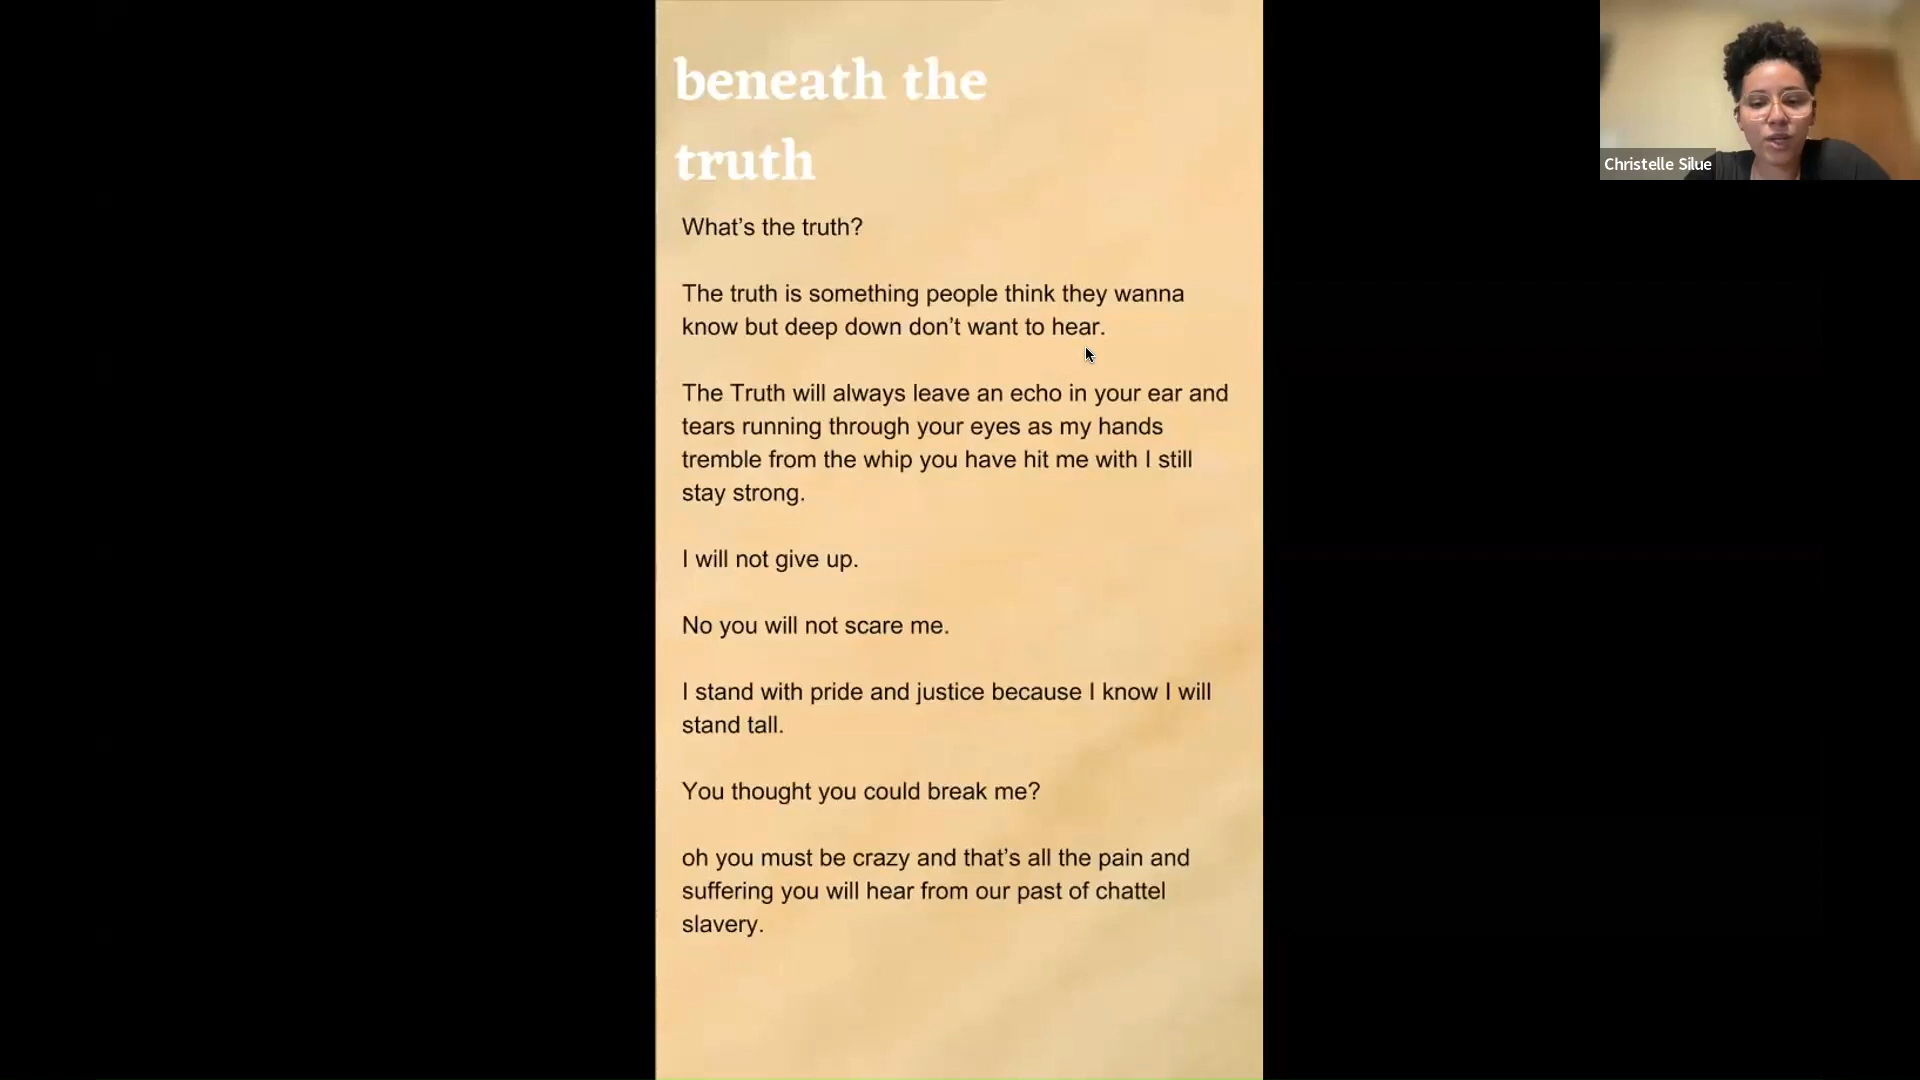 beneath the
truth
What’s the truth?
The truth is something people think they wanna
know but deep down don’t want to hear.
The Truth will always leave an echo in your ear and
tears running through your eyes as my hands
tremble from the whip you have hit me with I still
stay strong.
I will not give up.
No you will not scare me.
I stand with pride and justice because I know I will
stand tall.
You thought you could break me?
oh you must be crazy and that’s all the pain and
suffering you will hear from our past of chattel
slavery.
Christelle Silue